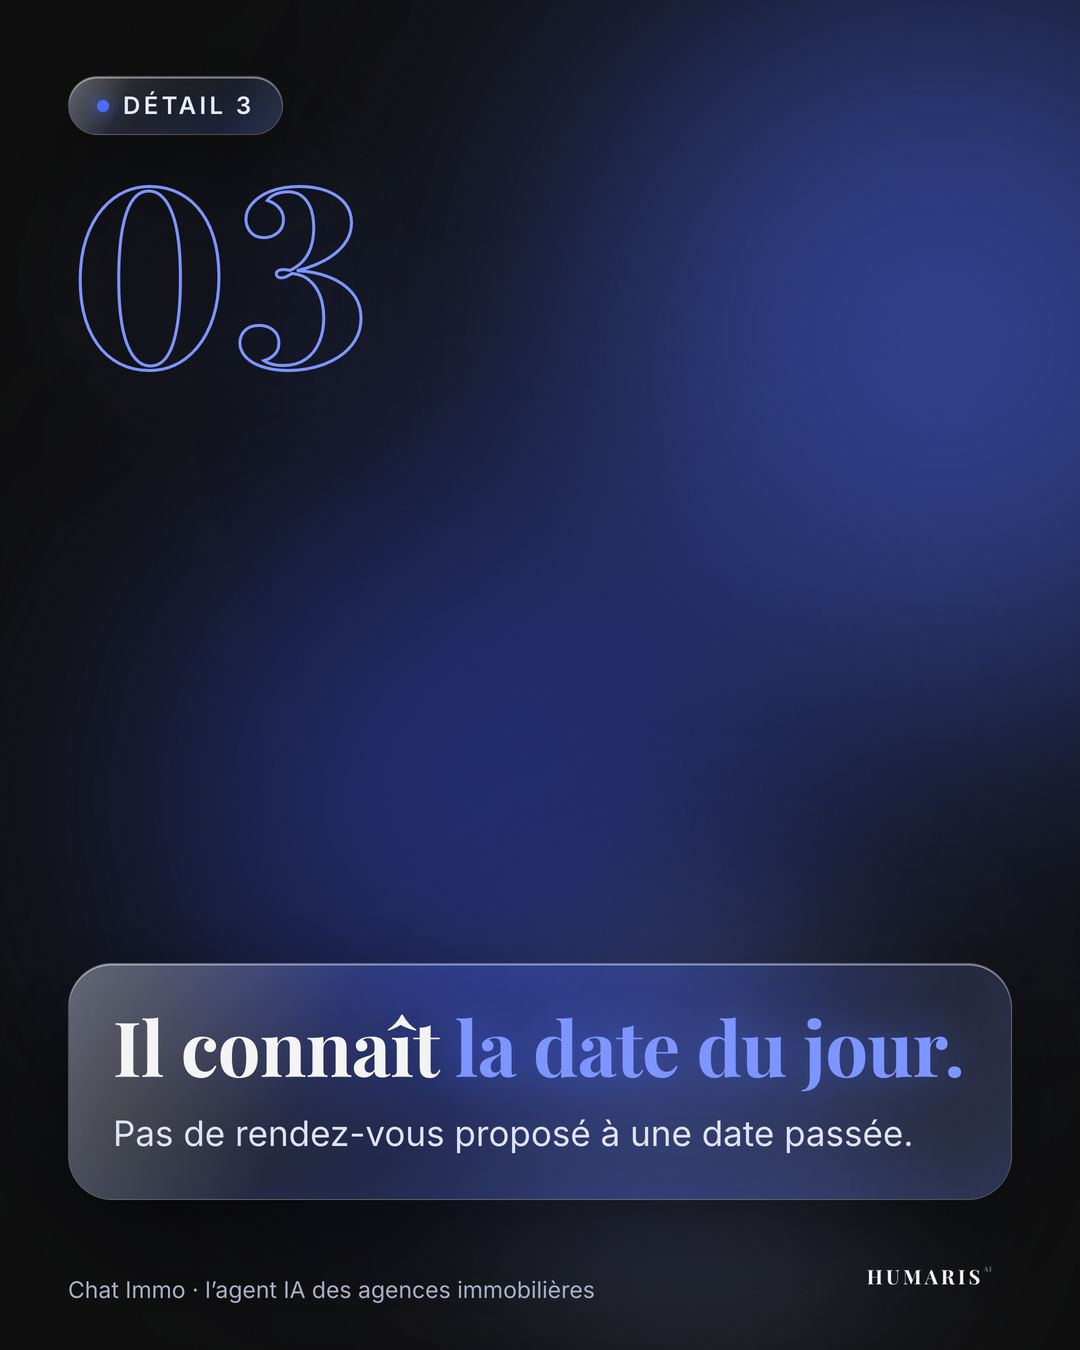 DÉTAIL 3
03
Il connaît la date du jour.
Pas de rendez-vous proposé à une date passée.
Chat Immo · l’agent IA des agences immobilières
HUMARIS AI